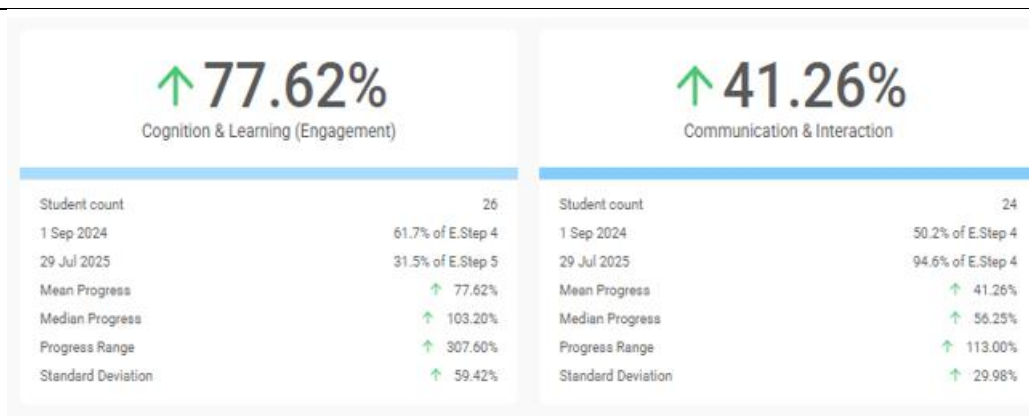 ↑77.62%
Cognition & Learning (Engagement)
Student count 26
1 Sep 2024 61.7% of E.Step 4
29 Jul 2025 31.5% of E.Step 5
Mean Progress ↑ 77.62%
Median Progress ↑ 103.20%
Progress Range ↑ 307.60%
Standard Deviation ↑ 59.42%
↑41.26%
Communication & Interaction
Student count 24
1 Sep 2024 50.2% of E.Step 4
29 Jul 2025 94.6% of E.Step 4
Mean Progress ↑ 41.26%
Median Progress ↑ 56.25%
Progress Range ↑ 113.00%
Standard Deviation ↑ 29.98%